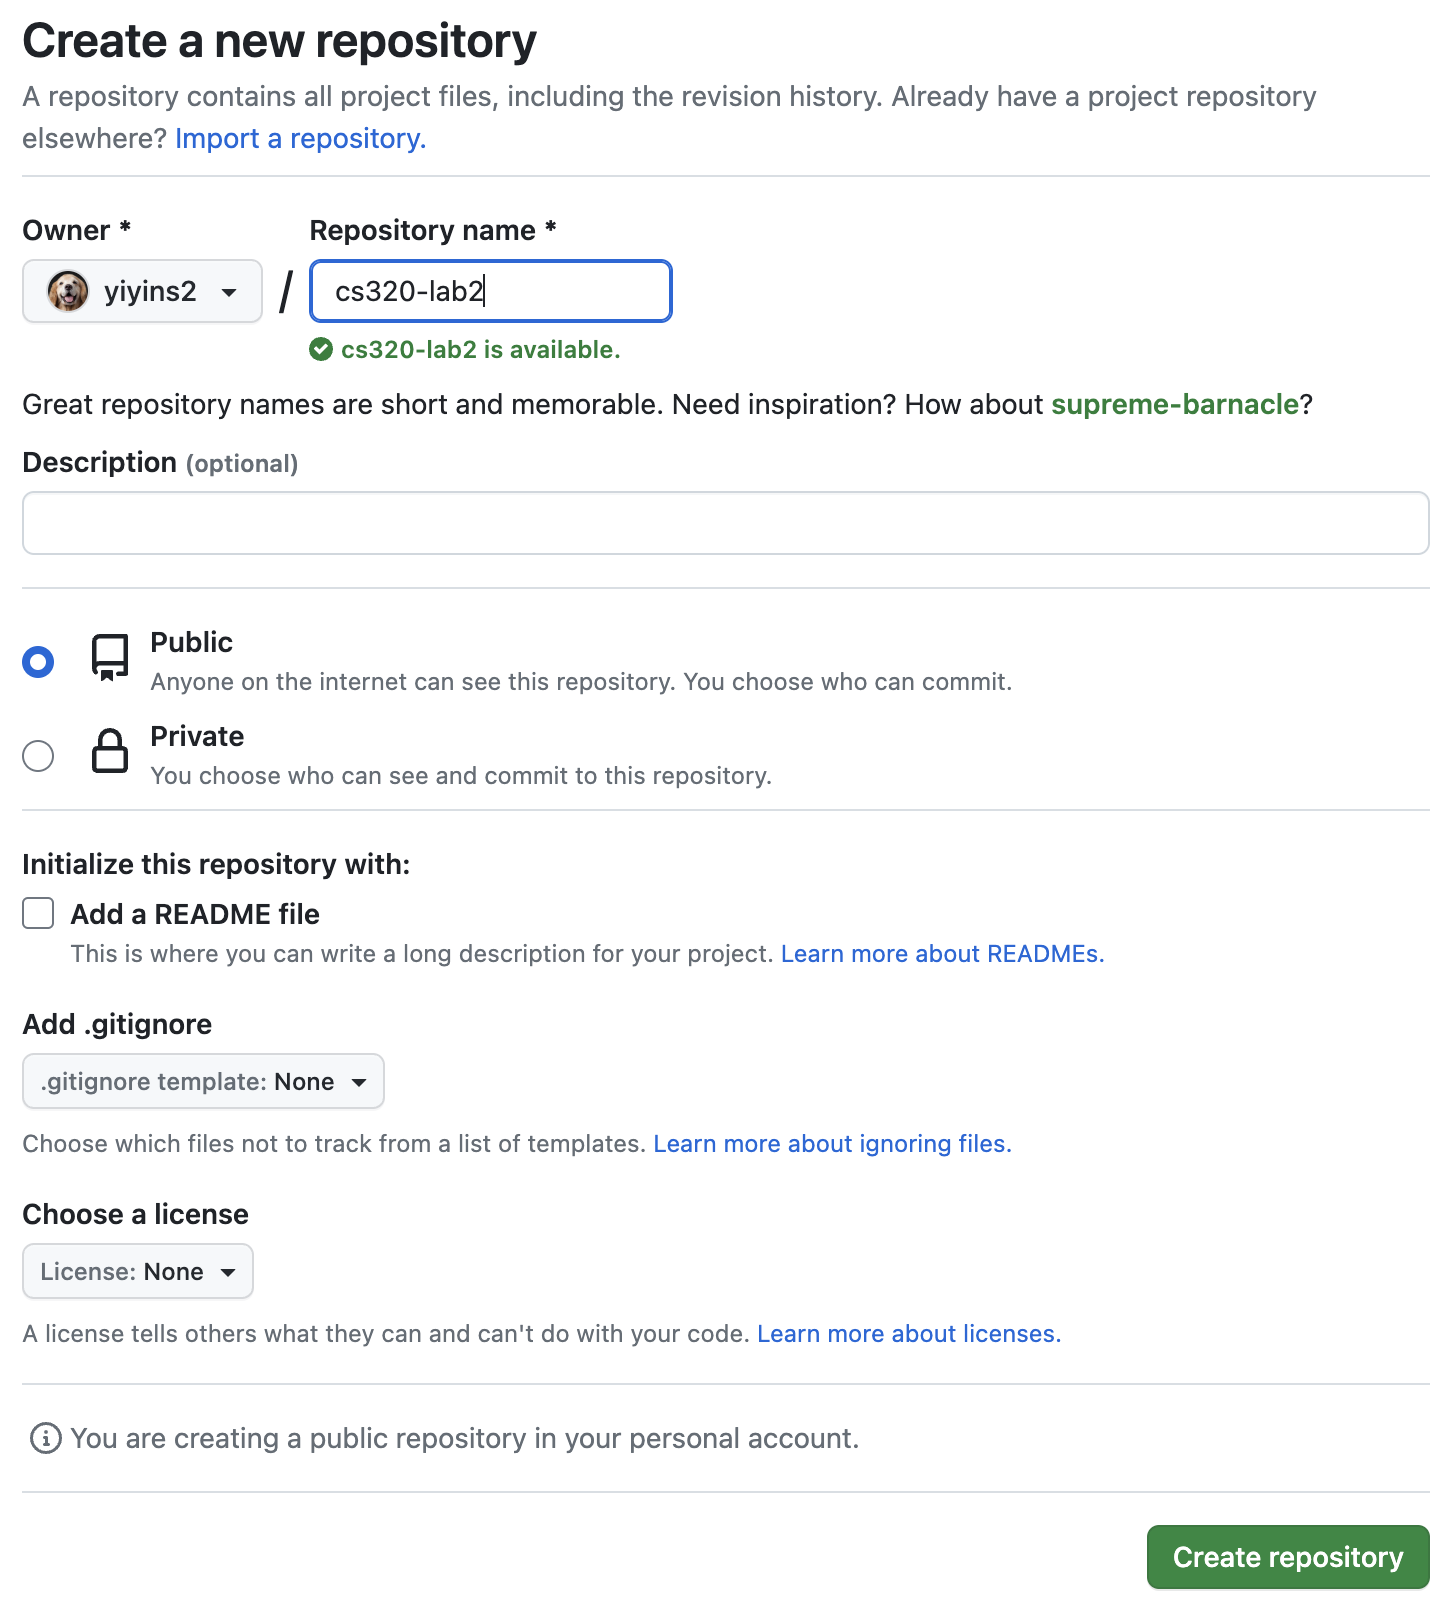 Create a new repository
A repository contains all project files, including the revision history. Already have a project repository
elsewhere? Import a repository.
Owner *
Repository name *
yiyins2
/
cs320-lab2
cs320-lab2 is available.
Great repository names are short and memorable. Need inspiration? How about supreme-barnacle?
Description (optional)
Public
Anyone on the internet can see this repository. You choose who can commit.
Private
You choose who can see and commit to this repository.
Initialize this repository with:
Add a README file
This is where you can write a long description for your project. Learn more about READMEs.
Add .gitignore
.gitignore template: None
Choose which files not to track from a list of templates. Learn more about ignoring files.
Choose a license
License: None
A license tells others what they can and can't do with your code. Learn more about licenses.
You are creating a public repository in your personal account.
Create repository